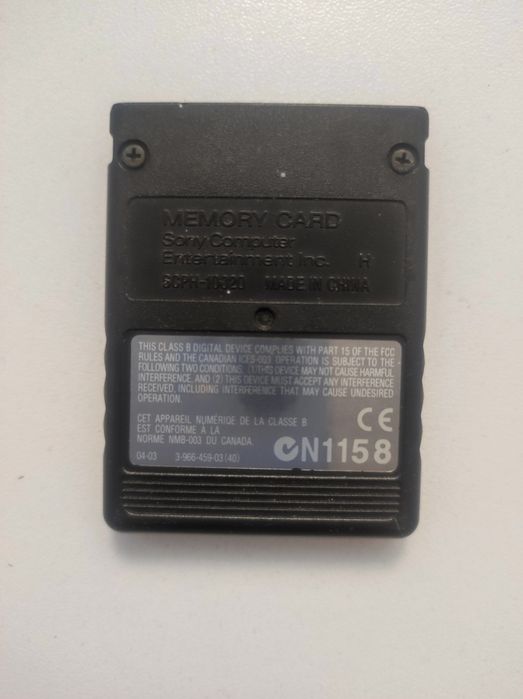 MEMORY CARD
Sony Computer
Entertainment Inc. H
SCPH-10020 MADE IN CHINA
THIS CLASS B DIGITAL DEVICE COMPLIES WITH PART 15 OF THE FCC
RULES AND THE CANADIAN ICES-003. OPERATION IS SUBJECT TO THE
FOLLOWING TWO CONDITIONS. (1)THIS DEVICE MAY NOT CAUSE HARMFUL
INTERFERENCE, AND (2) THIS DEVICE MUST ACCEPT ANY INTERFERENCE
RECEIVED, INCLUDING INTERFERENCE THAT MAY CAUSE UNDESIRED
OPERATION.
CET APPAREIL NUMÉRIQE DE LA CLASSE B
EST CONFORME A LA
NORME NMB-003 DU CANADA.
CE
N1158
04-03 3-966-459-03(40)